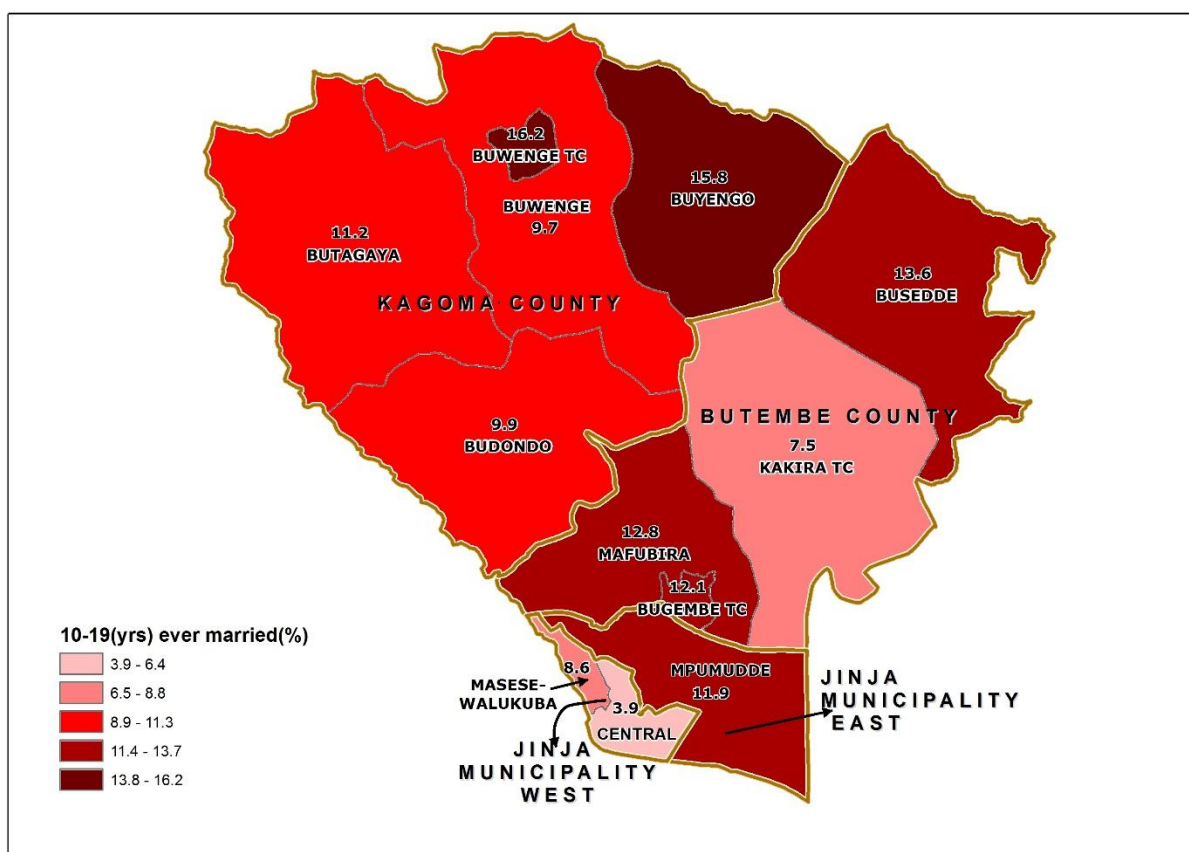 16.2
BUWENGE TC
15.8
BUYENGO
BUWENGE
9.7
11.2
BUTAGAYA
13.6
BUSEDDE
KAGOMA COUNTY
BUTEMBE COUNTY
9.9
BUDONDO
7.5
KAKIRA TC
12.8
MAFUBIRA
12.1
BUGEMBE TC
10-19(yrs) ever married(%)
3.9 - 6.4
6.5 - 8.8
8.9 - 11.3
11.4 - 13.7
13.8 - 16.2
8.6
MASESE-
WALUKUBA
3.9
CENTRAL
MPUMUDDE
11.9
JINJA
MUNICIPALITY
EAST
JINJA
MUNICIPALITY
WEST